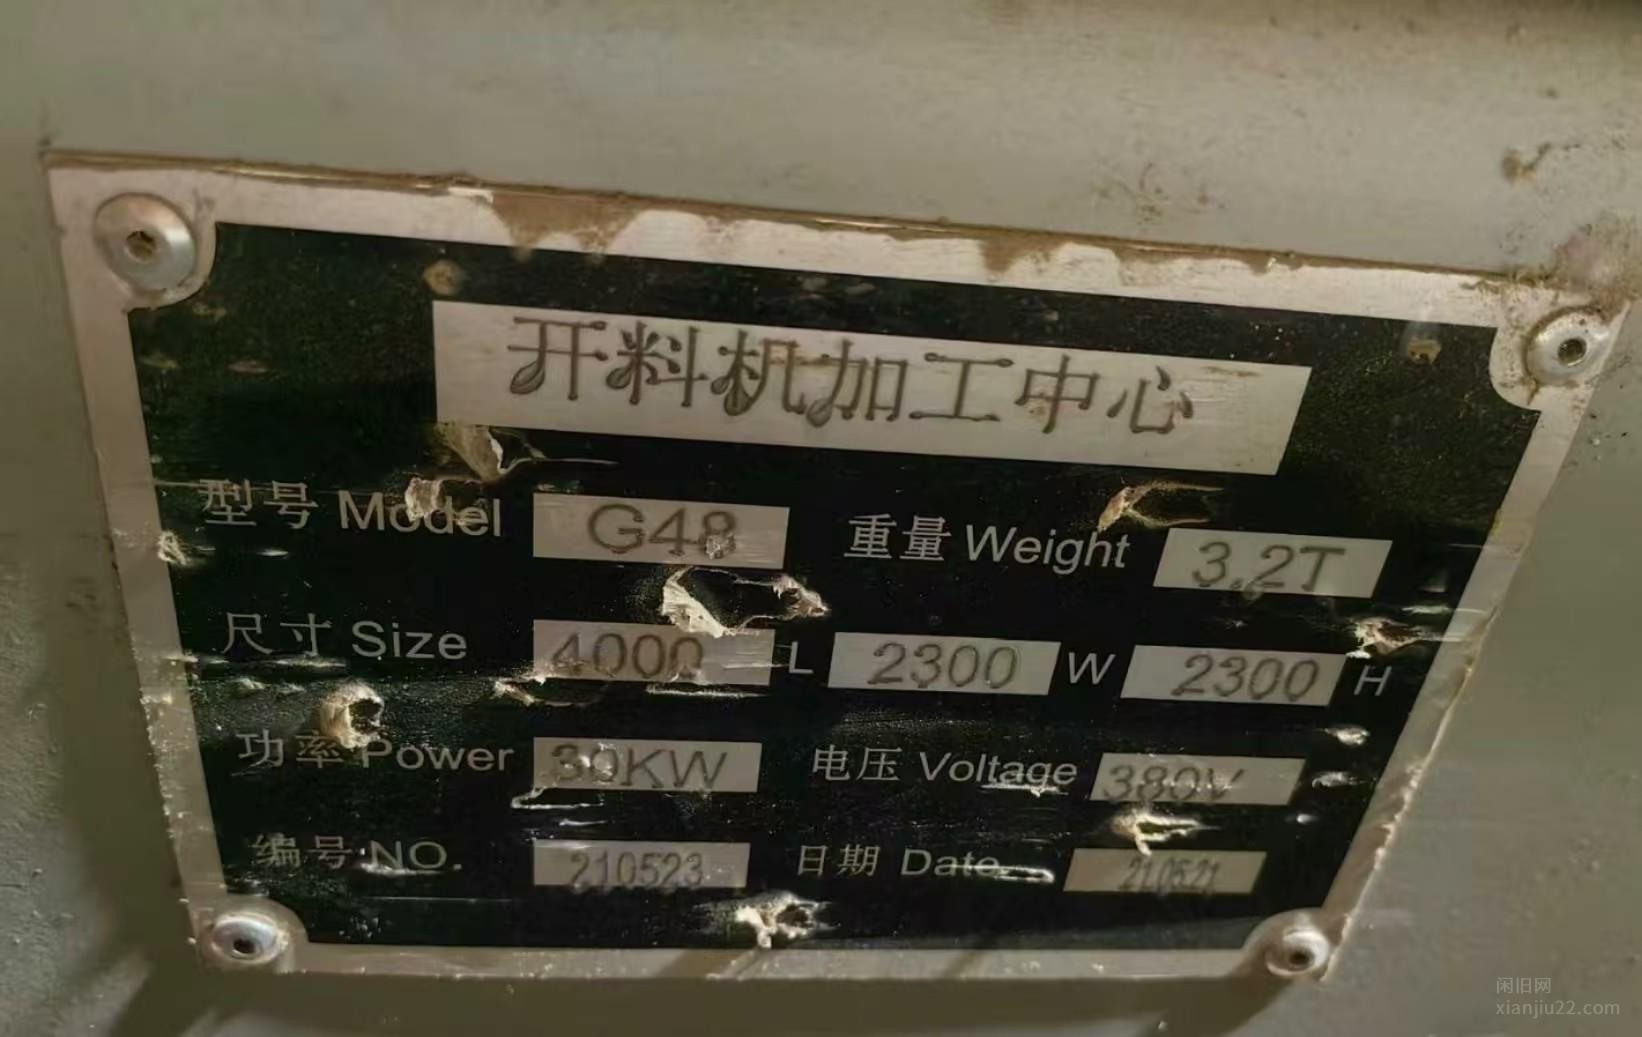 开料机加工中心
型号 Model G48 重量 Weight 3.2T
尺寸 Size 4000 L 2300 W 2300 H
功率 Power 30KW 电压 Voltage 380V
编号 NO. 210523 日期 Date 210521
闲旧网
xianjiu22.com